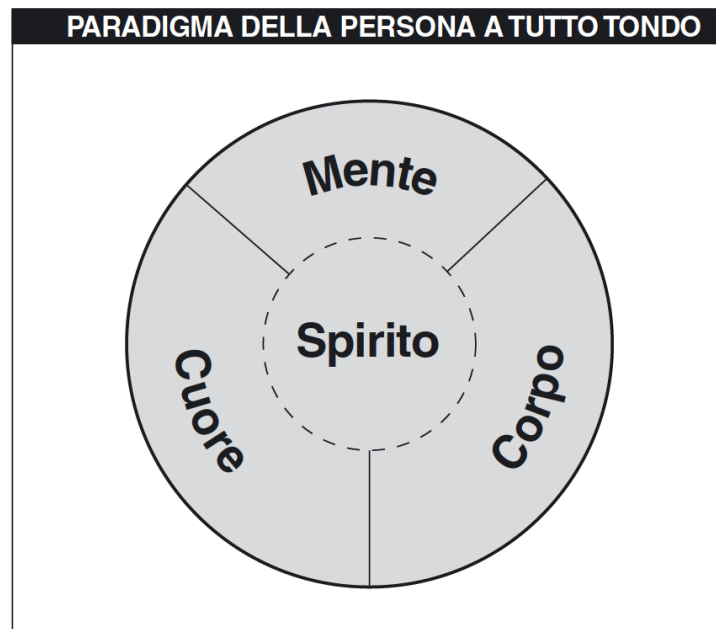 PARADIGMA DELLA PERSONA A TUTTO TONDO
Mente
Spirito
Cuore
Corpo